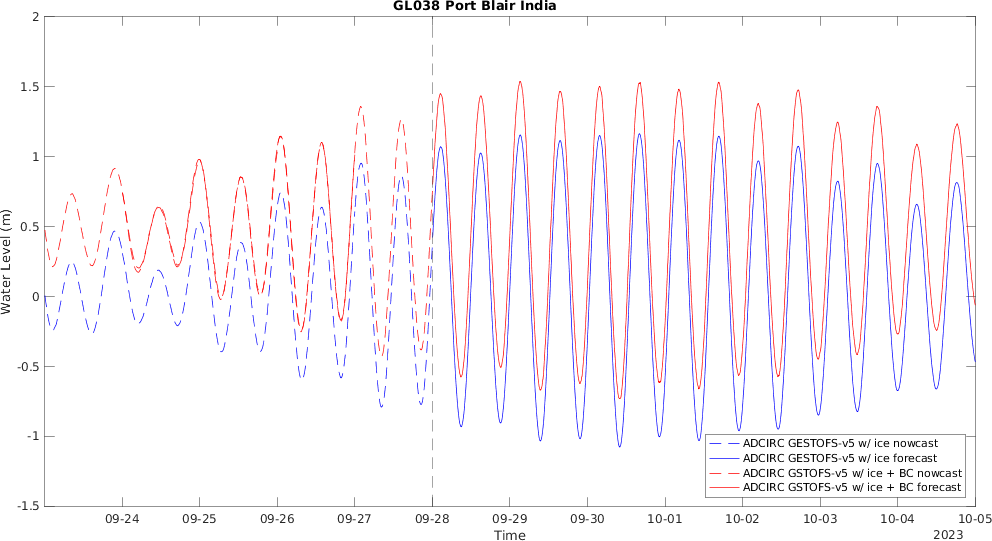 GL038 Port Blair India
2
1.5
1
0.5
0
-0.5
-1
-1.5
Water Level (m)
ADCIRC GESTOFS-v5 w/ ice nowcast
ADCIRC GESTOFS-v5 w/ ice forecast
ADCIRC GSTOFS-v5 w/ ice + BC nowcast
ADCIRC GSTOFS-v5 w/ ice + BC forecast
09-24 09-25 09-26 09-27 09-28 09-29 09-30 10-01 10-02 10-03 10-04 10-05
Time
2023